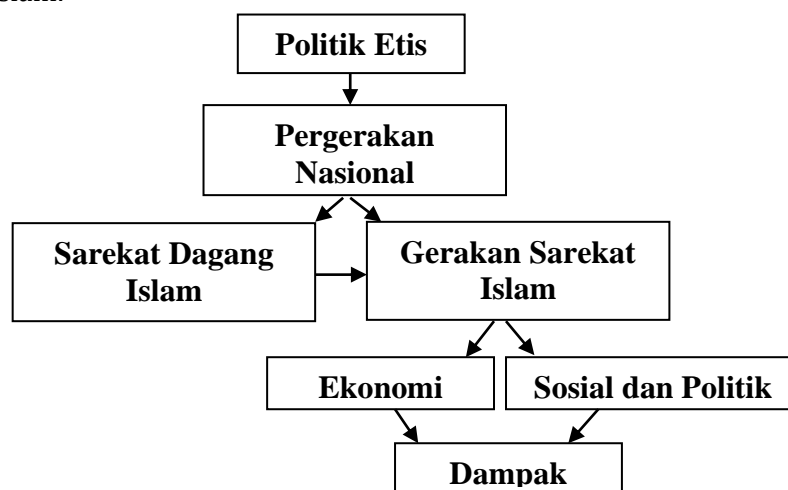 Politik Etis
Pergerakan
Nasional
Sarekat Dagang
Islam
Gerakan Sarekat
Islam
Ekonomi
Sosial dan Politik
Dampak